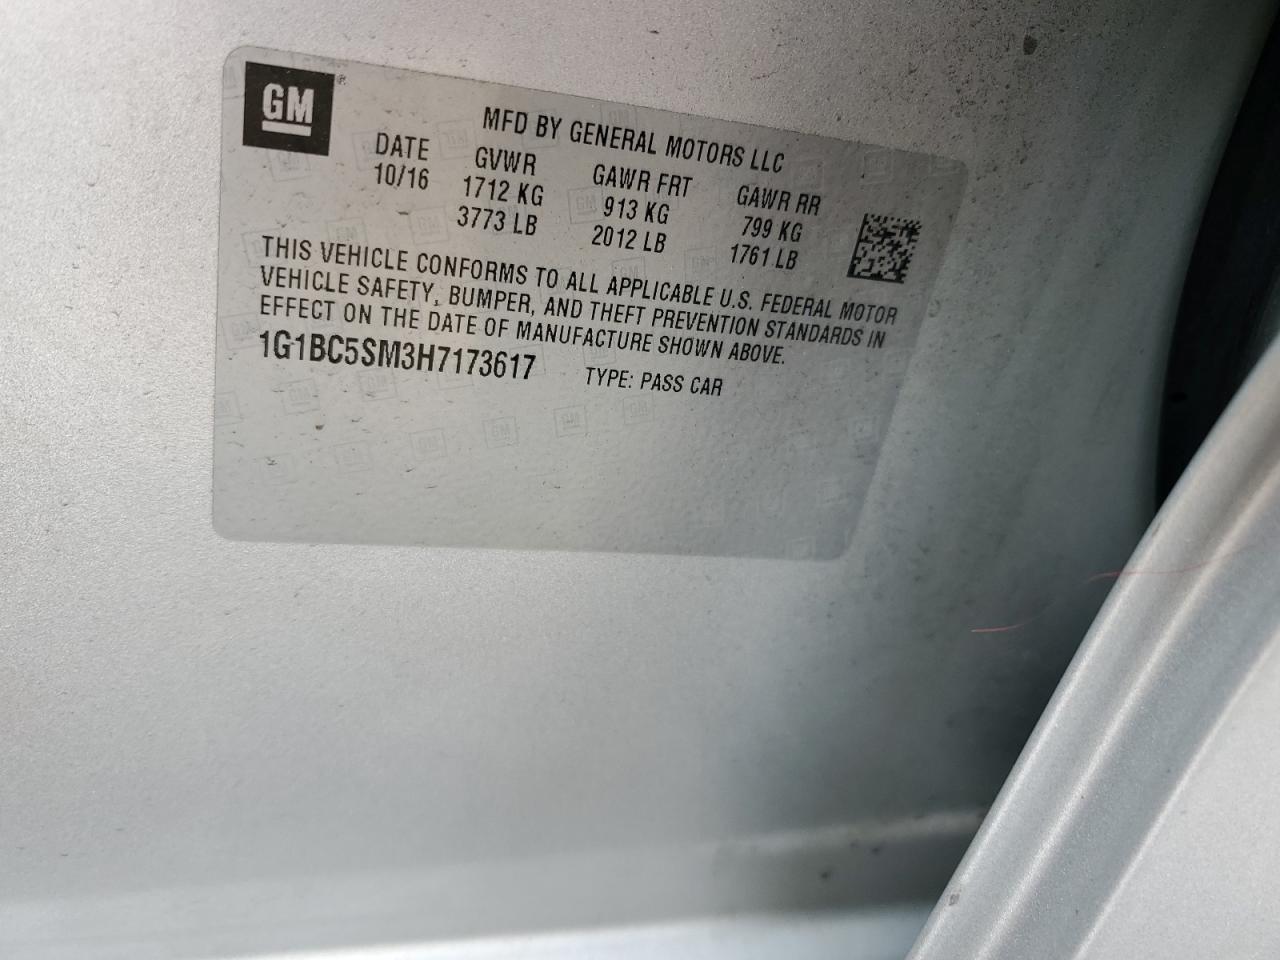 GM®
MFD BY GENERAL MOTORS LLC
DATE GVWR GAWR FRT GAWR RR
10/16 1712 KG 913 KG 799 KG
3773 LB 2012 LB 1761 LB
THIS VEHICLE CONFORMS TO ALL APPLICABLE U.S. FEDERAL MOTOR
VEHICLE SAFETY, BUMPER, AND THEFT PREVENTION STANDARDS IN
EFFECT ON THE DATE OF MANUFACTURE SHOWN ABOVE.
1G1BC5SM3H7173617 TYPE: PASS CAR